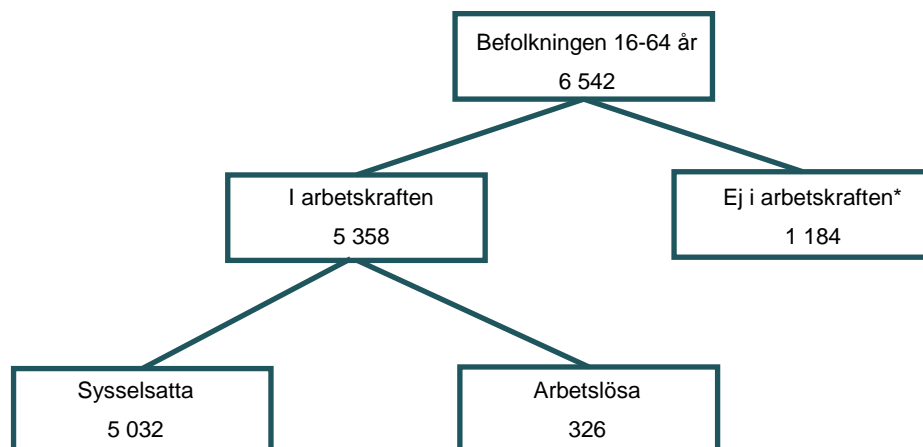 Befolkningen 16-64 år
6 542
I arbetskraften
5 358
Ej i arbetskraften*
1 184
Sysselsatta
5 032
Arbetslösa
326